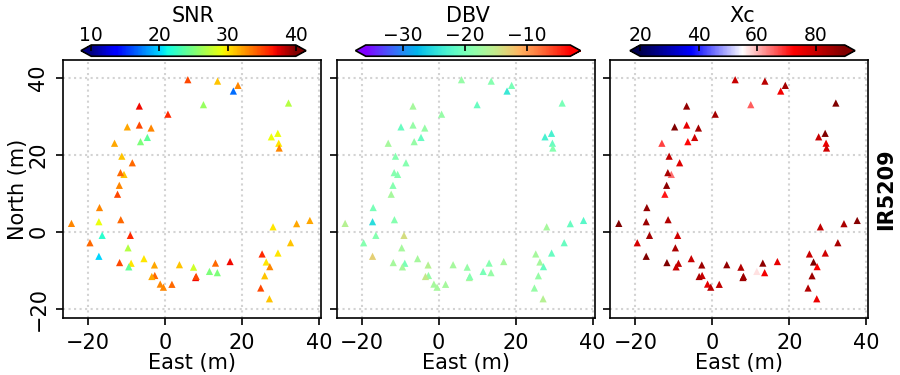 SNR DBV Xc
10 20 30 40 −30 −20 −10 20 40 60 80
40
20
0
−20
North (m)
IR5209
−20 0 20 40 −20 0 20 40 −20 0 20 40
East (m) East (m) East (m)